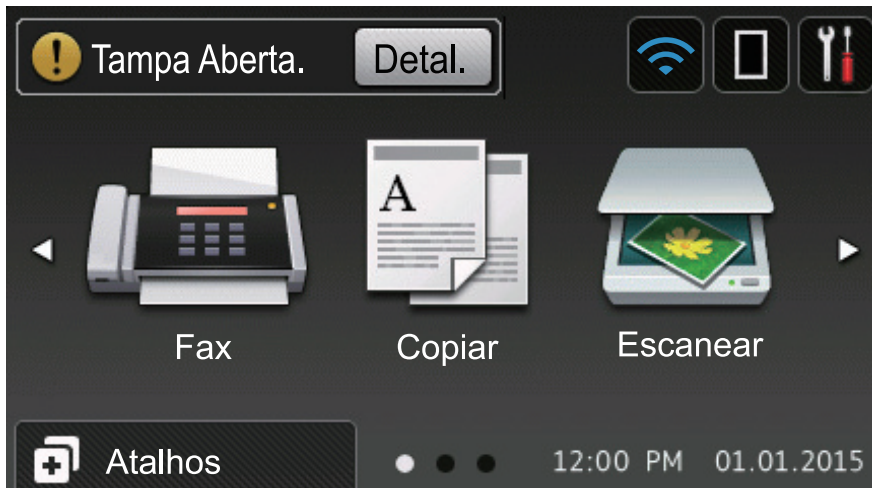 Tampa Aberta. Detal.
A
Fax Copiar Escanear
Atalhos 12:00 PM 01.01.2015